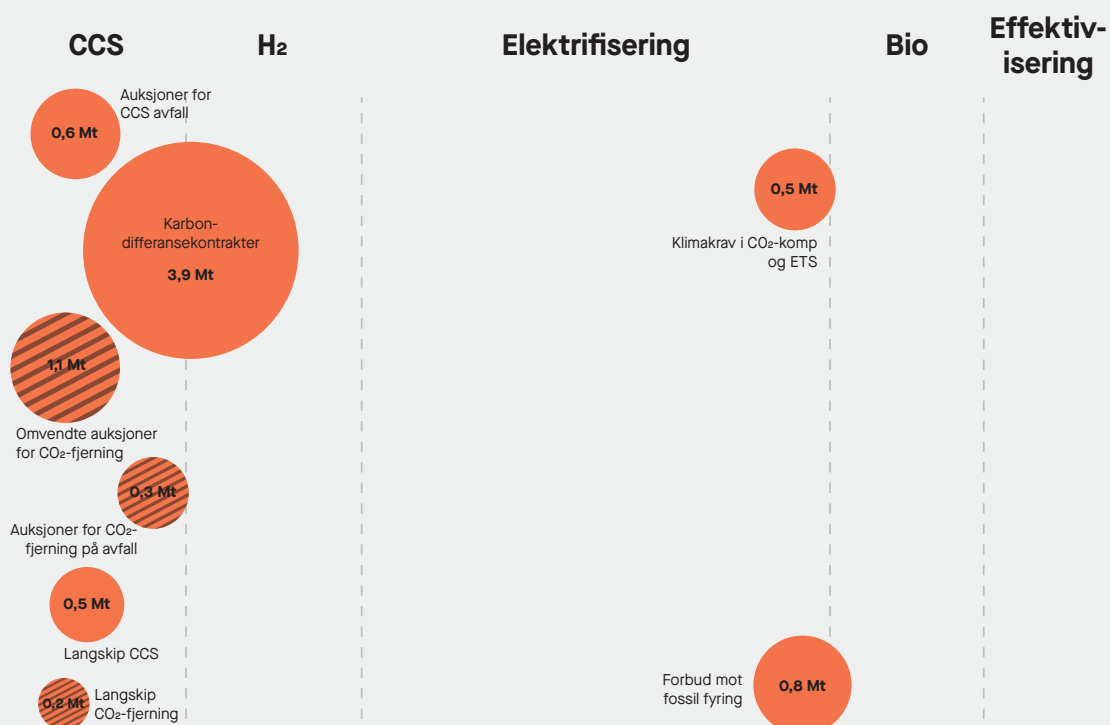 CCS
H₂
Elektrifisering
Bio
Effektiv-
isering
Auksjoner for
CCS avfall
0,6 Mt
Karbon-
differansekontrakter
3,9 Mt
0,5 Mt
Klimakrav i CO₂-komp
og ETS
1,1 Mt
Omvendte auksjoner
for CO₂-fjerning
0,3 Mt
Auksjoner for CO₂-
fjerning på avfall
0,5 Mt
Langskip CCS
0,2 Mt
Langskip
CO₂-fjerning
Forbud mot
fossil fyring
0,8 Mt